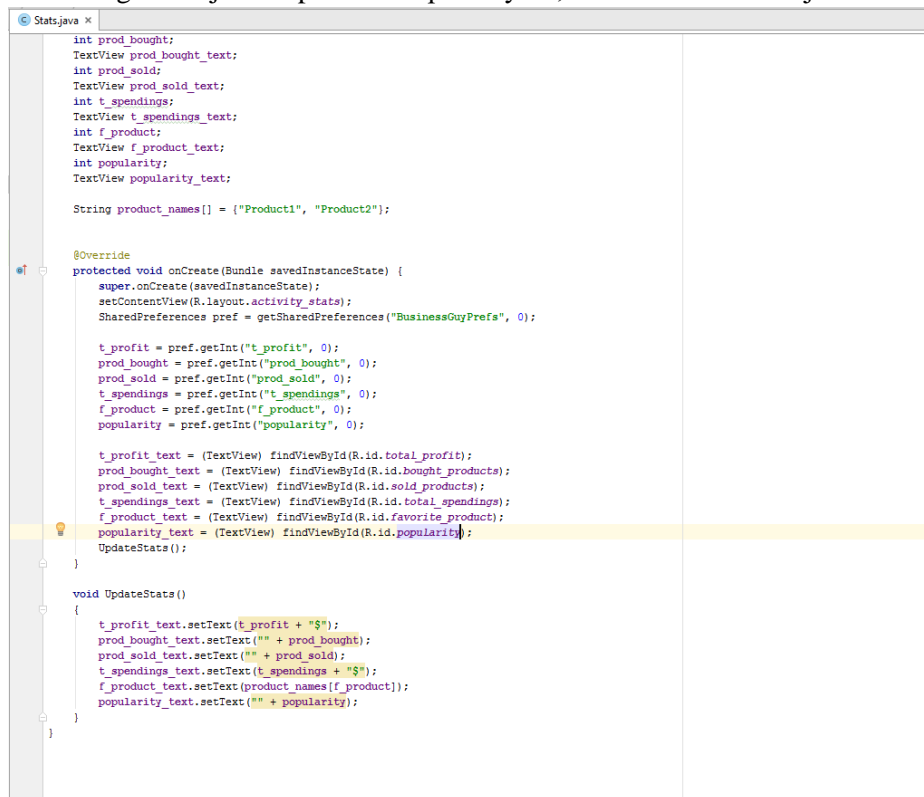 Stats.java ×
int prod_bought;
TextView prod_bought_text;
int prod_sold;
TextView prod_sold_text;
int t_spendings;
TextView t_spendings_text;
int f_product;
TextView f_product_text;
int popularity;
TextView popularity_text;
String product_names[] = {"Product1", "Product2"};
@Override
protected void onCreate(Bundle savedInstanceState) {
super.onCreate(savedInstanceState);
setContentView(R.layout.activity_stats);
SharedPreferences pref = getSharedPreferences("BusinessGuyPrefs", 0);
t_profit = pref.getInt("t_profit", 0);
prod_bought = pref.getInt("prod_bought", 0);
prod_sold = pref.getInt("prod_sold", 0);
t_spendings = pref.getInt("t_spendings", 0);
f_product = pref.getInt("f_product", 0);
popularity = pref.getInt("popularity", 0);
t_profit_text = (TextView) findViewById(R.id.total_profit);
prod_bought_text = (TextView) findViewById(R.id.bought_products);
prod_sold_text = (TextView) findViewById(R.id.sold_products);
t_spendings_text = (TextView) findViewById(R.id.total_spendings);
f_product_text = (TextView) findViewById(R.id.favorite_product);
popularity_text = (TextView) findViewById(R.id.popularity);
UpdateStats();
}
void UpdateStats()
{
t_profit_text.setText(t_profit + "$");
prod_bought_text.setText("" + prod_bought);
prod_sold_text.setText("" + prod_sold);
t_spendings_text.setText(t_spendings + "$");
f_product_text.setText(product_names[f_product]);
popularity_text.setText("" + popularity);
}
}